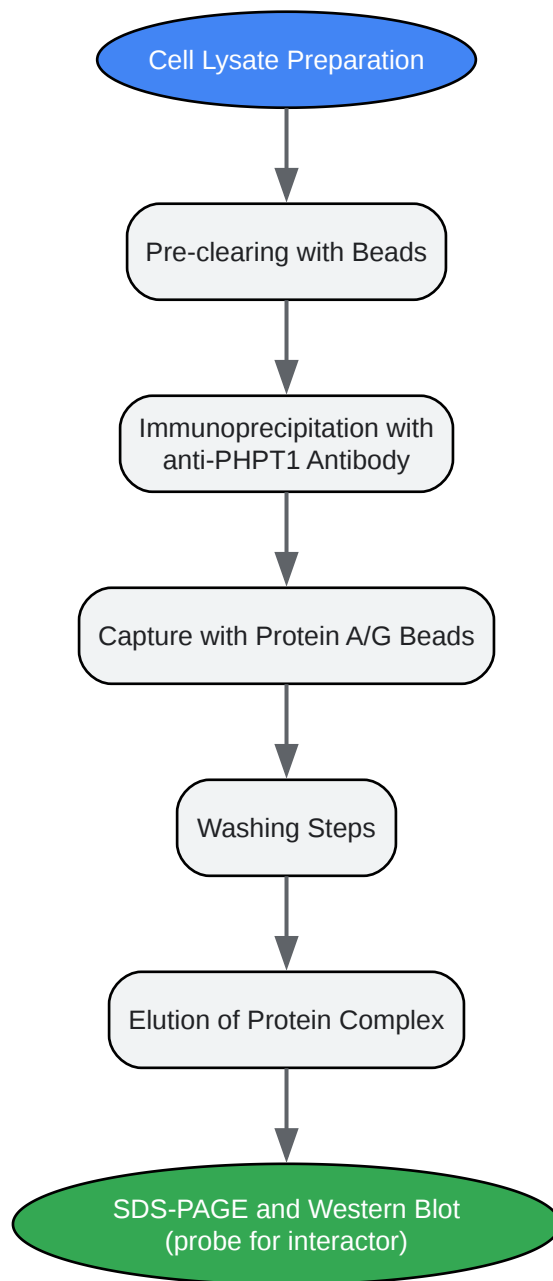 Cell Lysate Preparation
Pre-clearing with Beads
Immunoprecipitation with
anti-PHPT1 Antibody
Capture with Protein A/G Beads
Washing Steps
Elution of Protein Complex
SDS-PAGE and Western Blot
(probe for interactor)